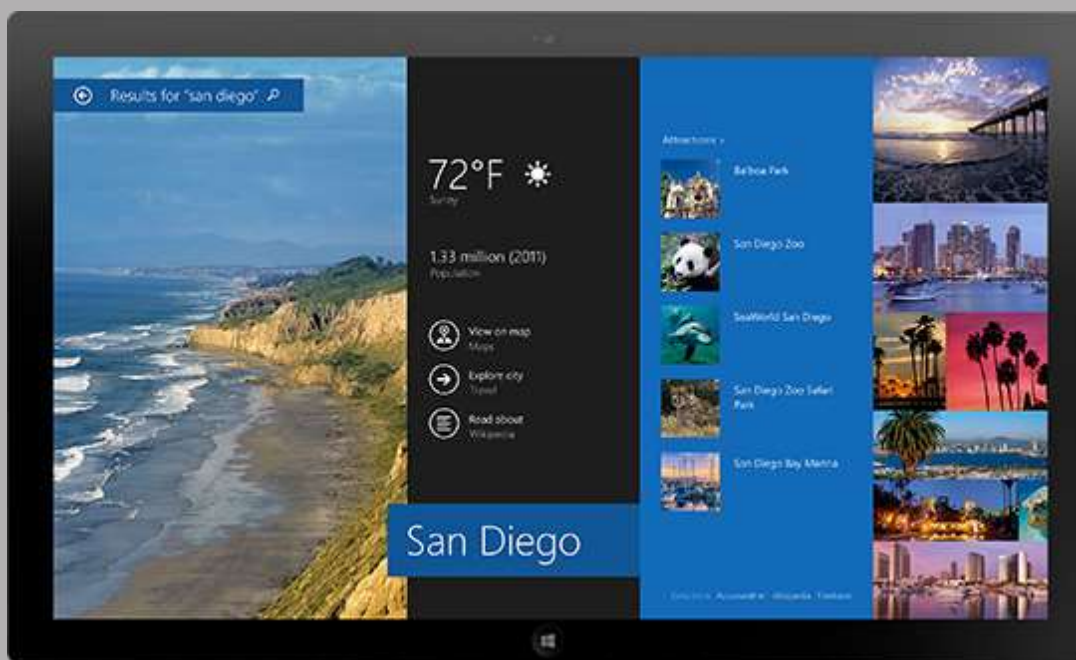 Results for "san diego"
72°F
Sunny
1.33 million (2011)
Population
View on map
Maps
Explore city
Travel
Read about
Wikipedia
San Diego
Attractions
Balboa Park
San Diego Zoo
SeaWorld San Diego
San Diego Zoo Safari
Park
San Diego Bay Marina